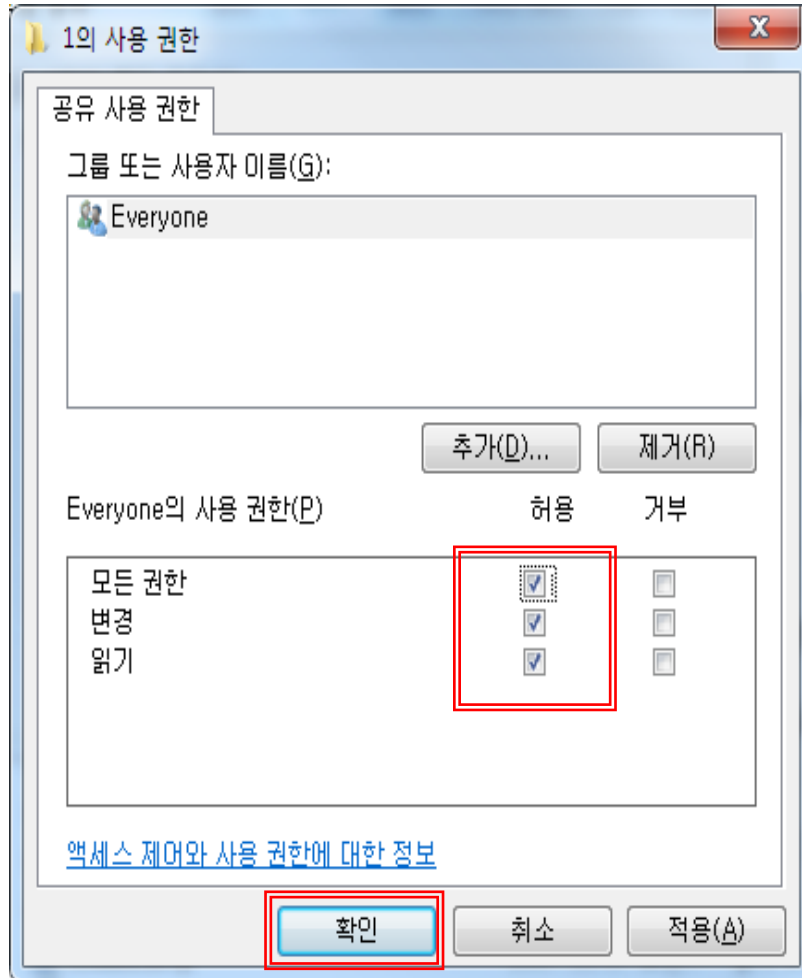 1의 사용 권한
공유 사용 권한
그룹 또는 사용자 이름(G):
Everyone
추가(D)... 제거(R)
Everyone의 사용 권한(P) 허용 거부
모든 권한
변경
읽기
액세스 제어와 사용 권한에 대한 정보
확인 취소 적용(A)